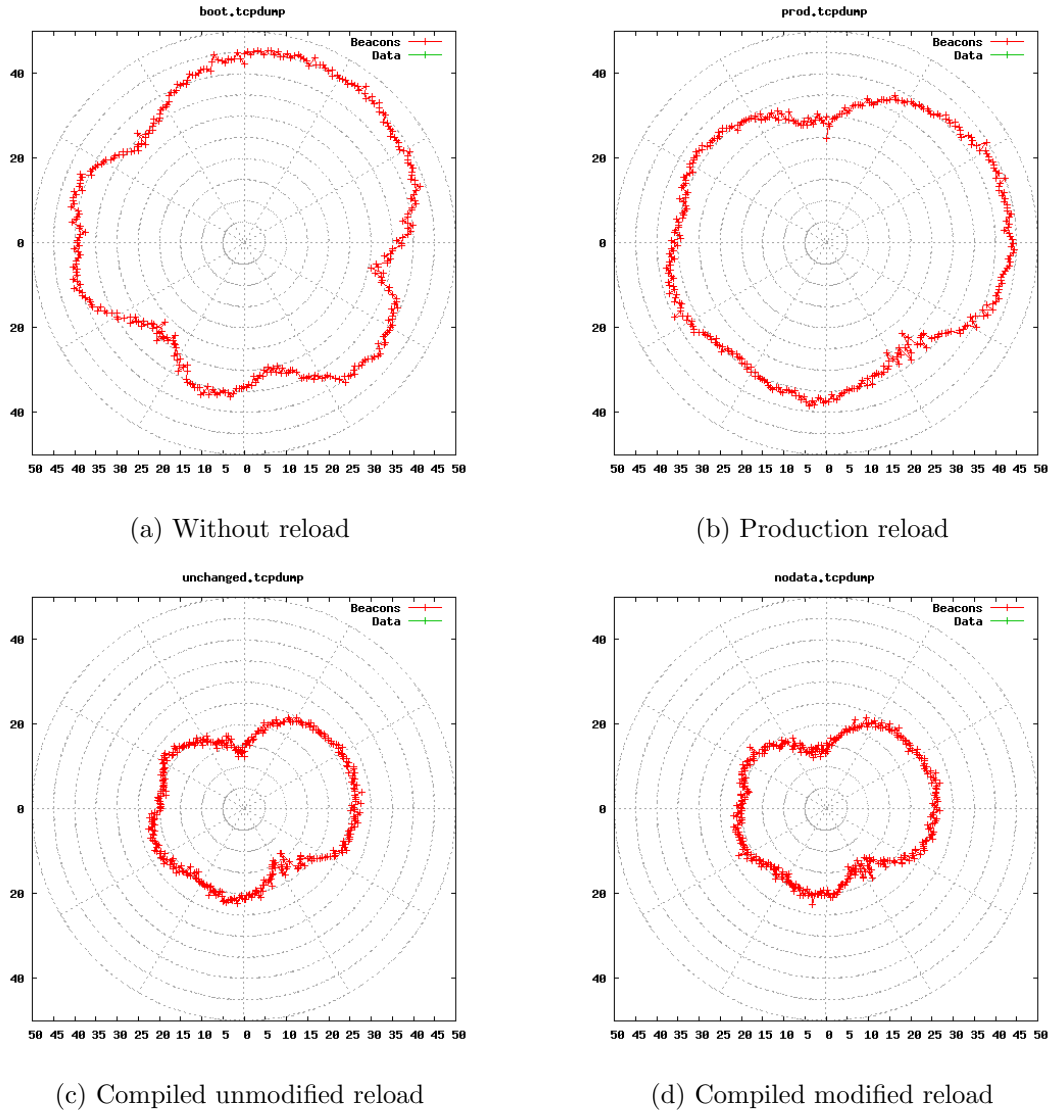 boot.tcpdump
Beacons
Data
40
20
0
20
40
50 45 40 35 30 25 20 15 10 5 0 5 10 15 20 25 30 35 40 45 50
(a) Without reload
prod.tcpdump
Beacons
Data
40
20
0
20
40
50 45 40 35 30 25 20 15 10 5 0 5 10 15 20 25 30 35 40 45 50
(b) Production reload
unchanged.tcpdump
Beacons
Data
40
20
0
20
40
50 45 40 35 30 25 20 15 10 5 0 5 10 15 20 25 30 35 40 45 50
(c) Compiled unmodified reload
nodata.tcpdump
Beacons
Data
40
20
0
20
40
50 45 40 35 30 25 20 15 10 5 0 5 10 15 20 25 30 35 40 45 50
(d) Compiled modified reload